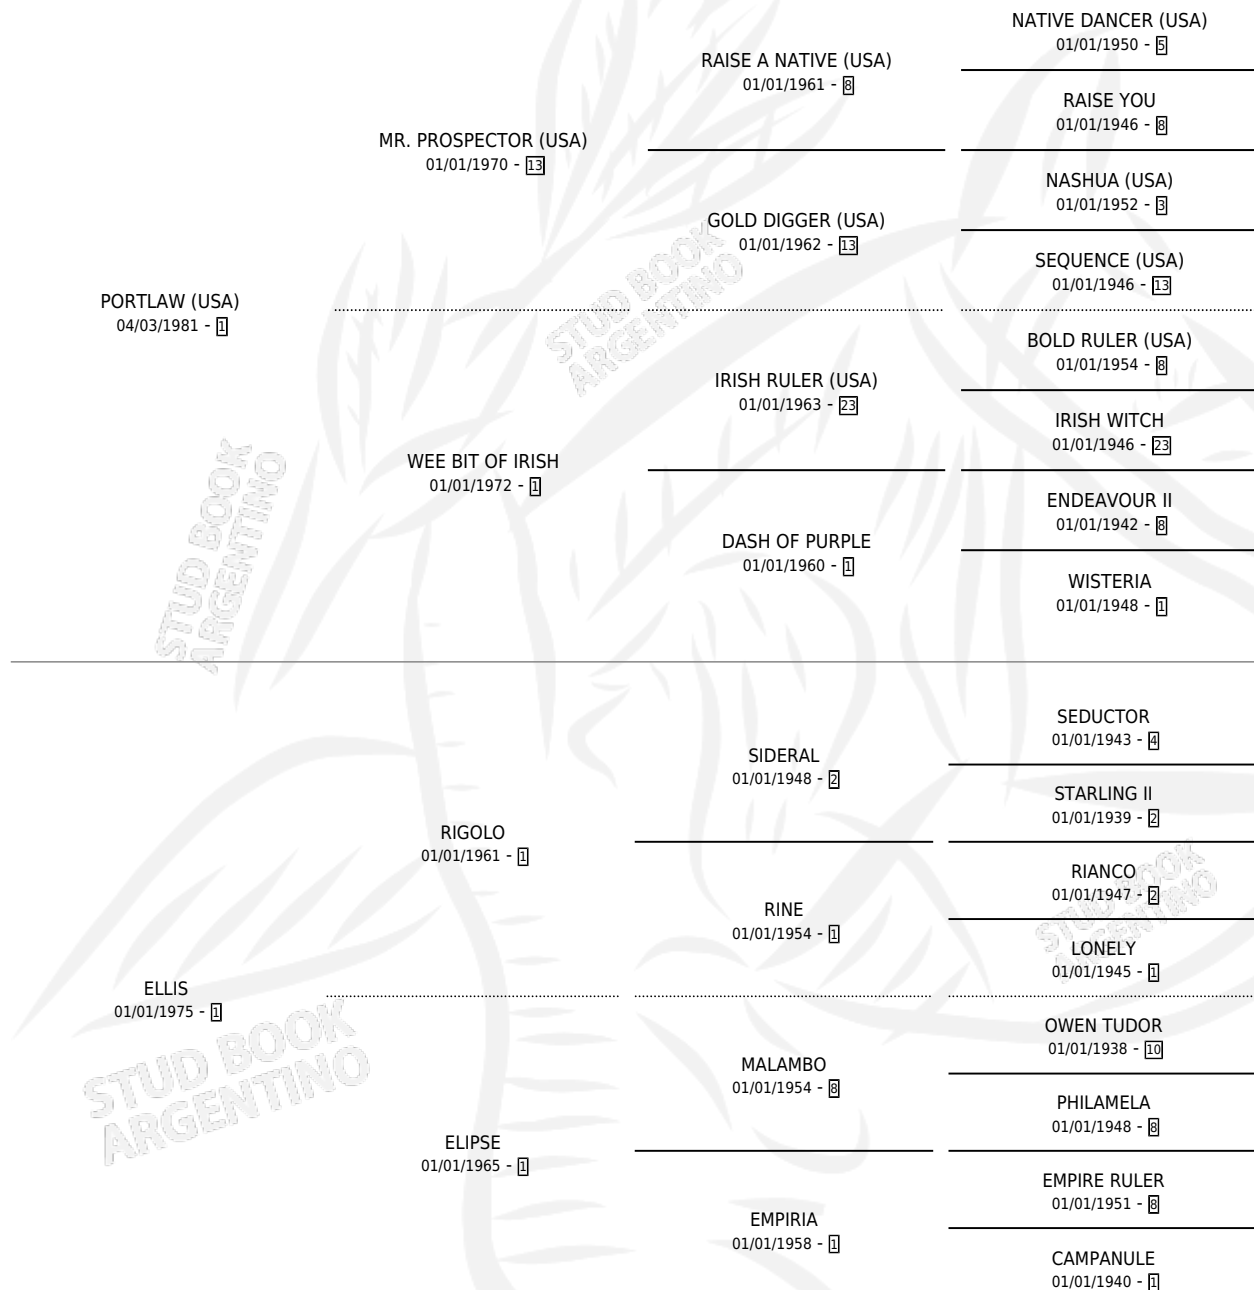 NATIVE DANCER (USA)
01/01/1950 - 5
RAISE A NATIVE (USA)
01/01/1961 - 8
RAISE YOU
01/01/1946 - 8
MR. PROSPECTOR (USA)
01/01/1970 - 13
NASHUA (USA)
01/01/1952 - 3
GOLD DIGGER (USA)
01/01/1962 - 13
SEQUENCE (USA)
01/01/1946 - 13
PORTLAW (USA)
04/03/1981 - 1
BOLD RULER (USA)
01/01/1954 - 8
IRISH RULER (USA)
01/01/1963 - 23
IRISH WITCH
01/01/1946 - 23
WEE BIT OF IRISH
01/01/1972 - 1
ENDEAVOUR II
01/01/1942 - 8
DASH OF PURPLE
01/01/1960 - 1
WISTERIA
01/01/1948 - 1
SEDUCTOR
01/01/1943 - 4
SIDERAL
01/01/1948 - 2
STARLING II
01/01/1939 - 2
RIGOLO
01/01/1961 - 1
RIANCO
01/01/1947 - 2
RINE
01/01/1954 - 1
LONELY
01/01/1945 - 1
ELLIS
01/01/1975 - 1
OWEN TUDOR
01/01/1938 - 10
MALAMBO
01/01/1954 - 8
PHILAMELA
01/01/1948 - 8
ELIPSE
01/01/1965 - 1
EMPIRE RULER
01/01/1951 - 8
EMPIRIA
01/01/1958 - 1
CAMPANULE
01/01/1940 - 1
STUD BOOK
ARGENTINO
STUD BOOK
ARGENTINO
STUD BOOK
ARGENTINO
STUD BOOK
ARGENTINO